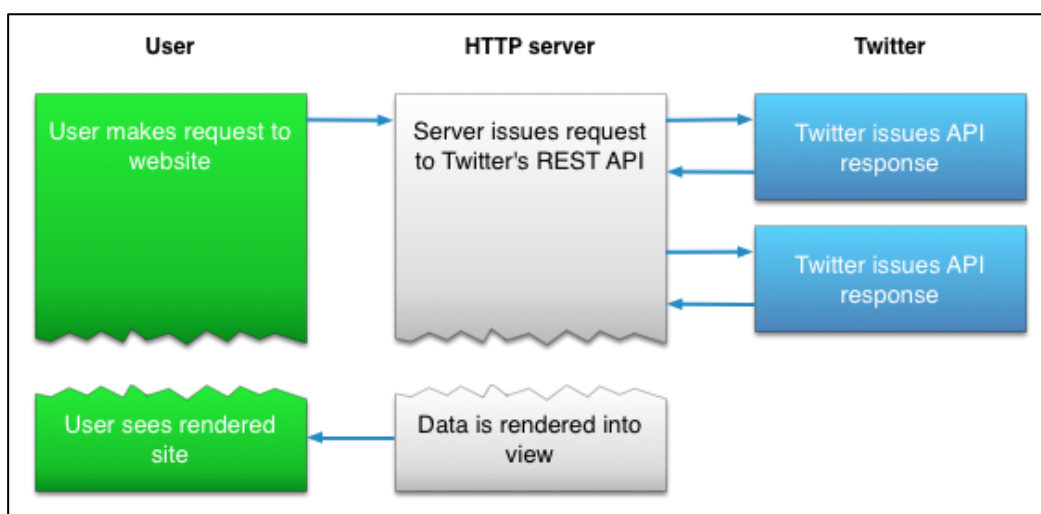 User
HTTP server
Twitter
User makes request to
website
Server issues request
to Twitter's REST API
Twitter issues API
response
Twitter issues API
response
User sees rendered
site
Data is rendered into
view